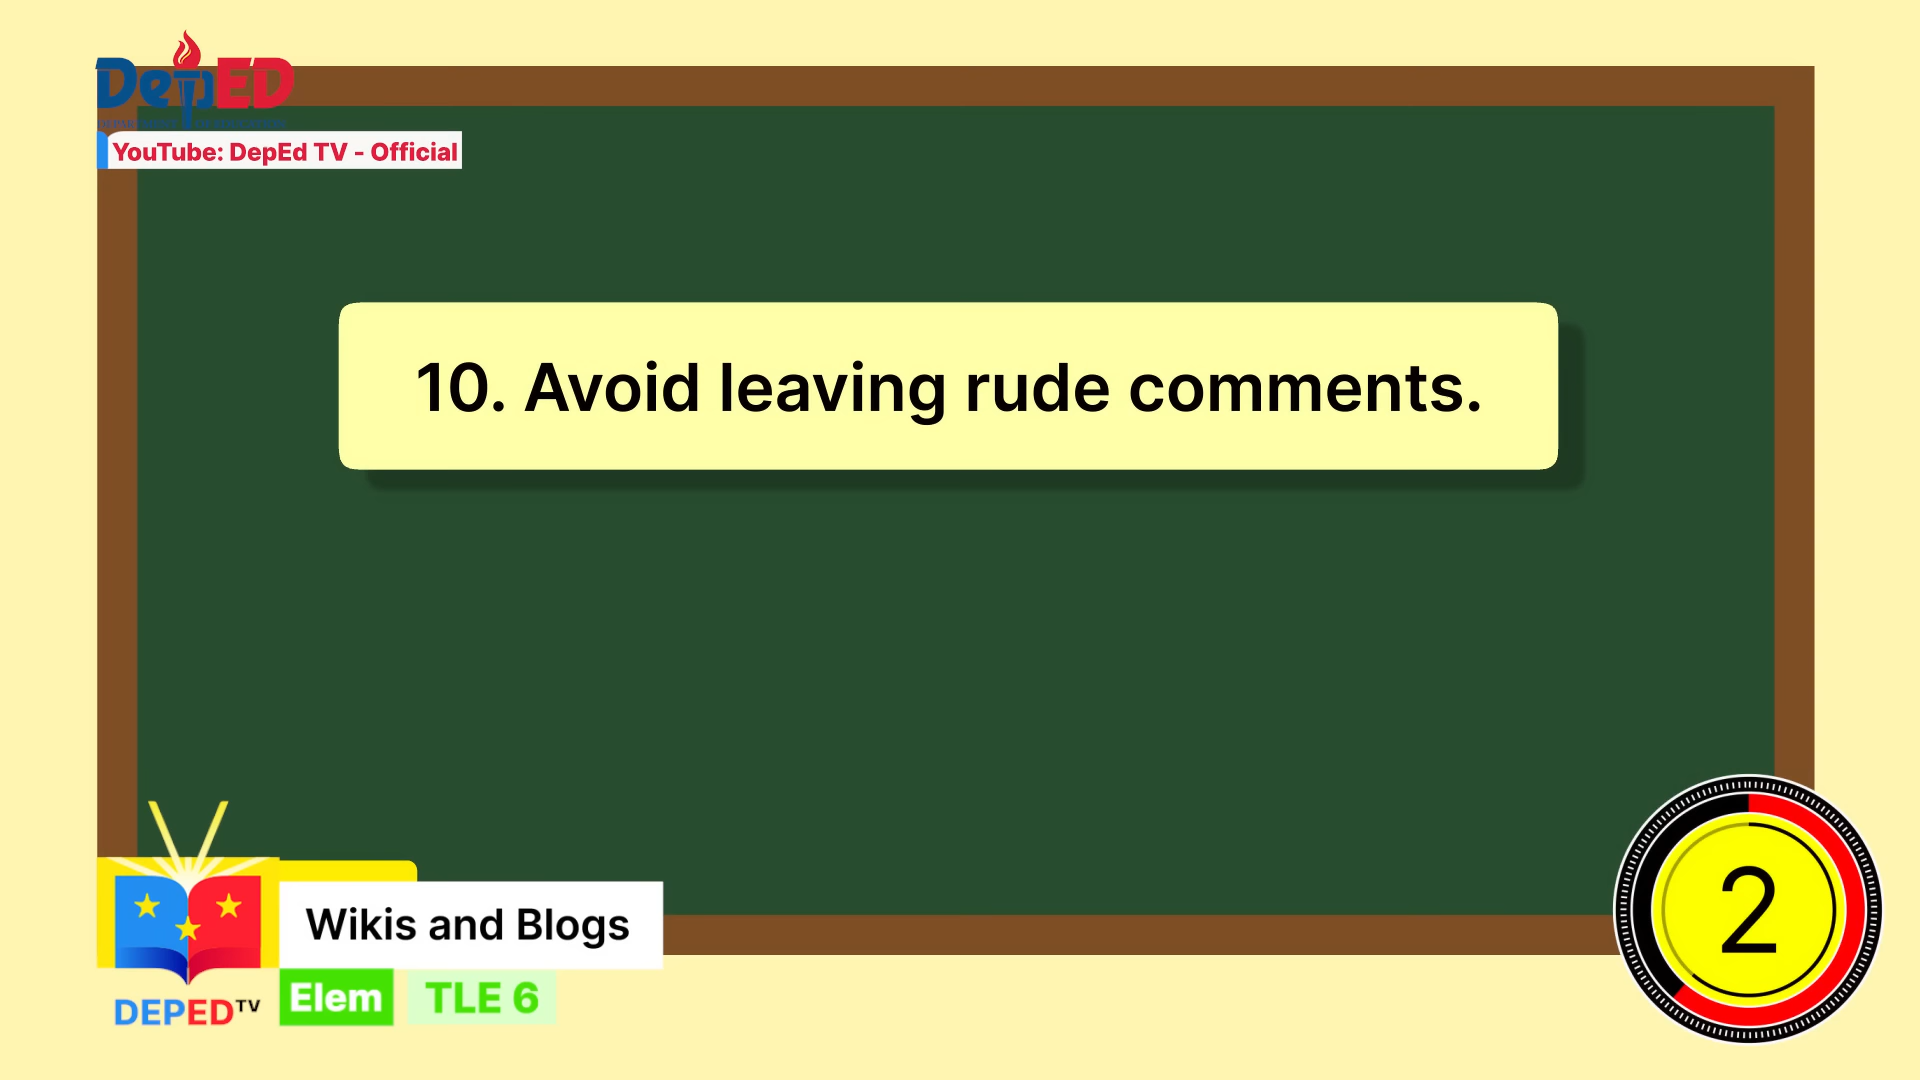 DepED
YouTube: DepEd TV - Official
10. Avoid leaving rude comments.
2
Wikis and Blogs
Elem
TLE 6
DEPED TV